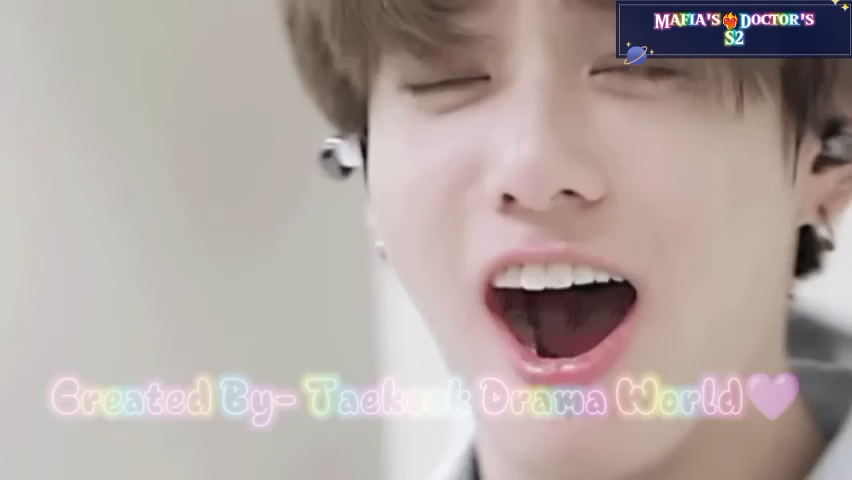 MAFIA'S ❤️‍🔥 DOCTOR'S
S2
Created By- Taekook Drama World💜